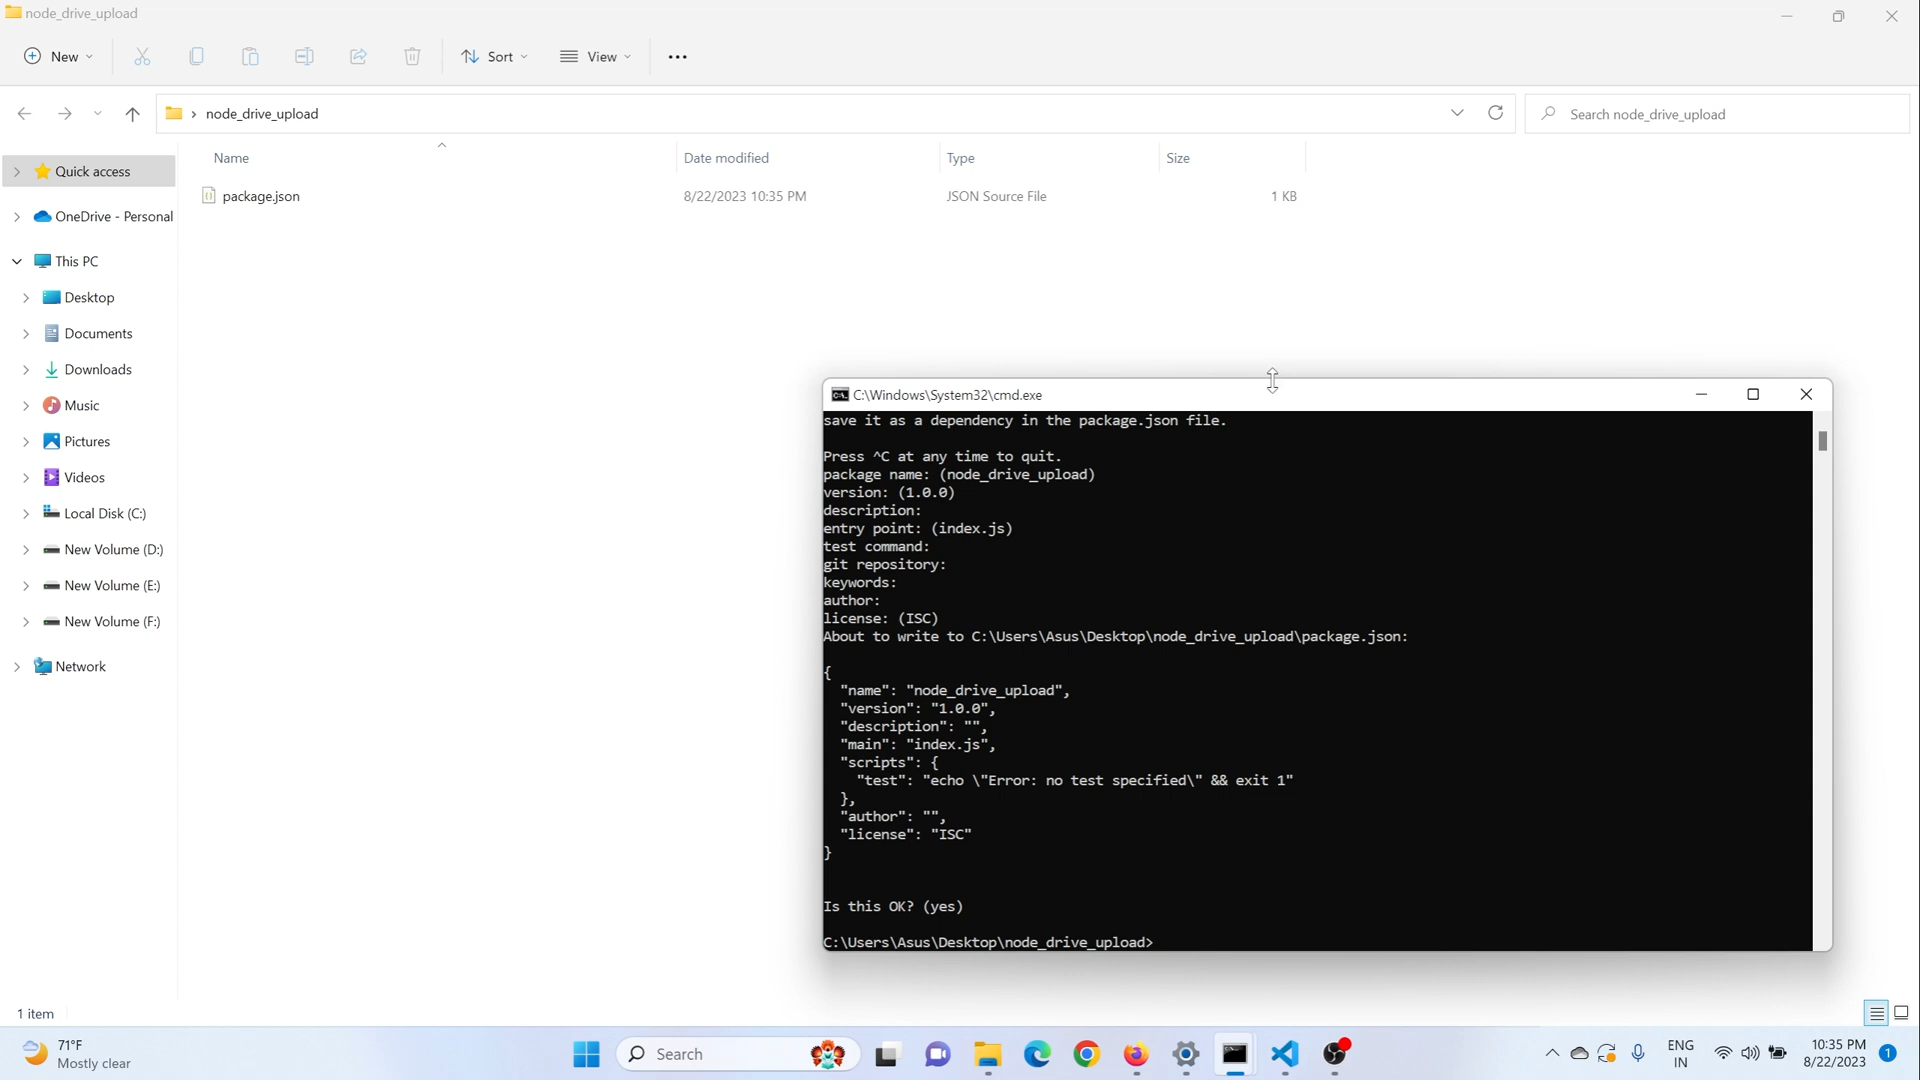 node_drive_upload
New
Sort
View
node_drive_upload
Search node_drive_upload
Name Date modified Type Size
package.json 8/22/2023 10:35 PM JSON Source File 1 KB
Quick access
OneDrive - Personal
This PC
Desktop
Documents
Downloads
Music
Pictures
Videos
Local Disk (C:)
New Volume (D:)
New Volume (E:)
New Volume (F:)
Network
C:\Windows\System32\cmd.exe
save it as a dependency in the package.json file.
Press ^C at any time to quit.
package name: (node_drive_upload)
version: (1.0.0)
description:
entry point: (index.js)
test command:
git repository:
keywords:
author:
license: (ISC)
About to write to C:\Users\Asus\Desktop\node_drive_upload\package.json:
{
"name": "node_drive_upload",
"version": "1.0.0",
"description": "",
"main": "index.js",
"scripts": {
"test": "echo \"Error: no test specified\" && exit 1"
},
"author": "",
"license": "ISC"
}
Is this OK? (yes)
C:\Users\Asus\Desktop\node_drive_upload>
1 item
71°F
Mostly clear
Search
ENG
IN
10:35 PM
8/22/2023
1